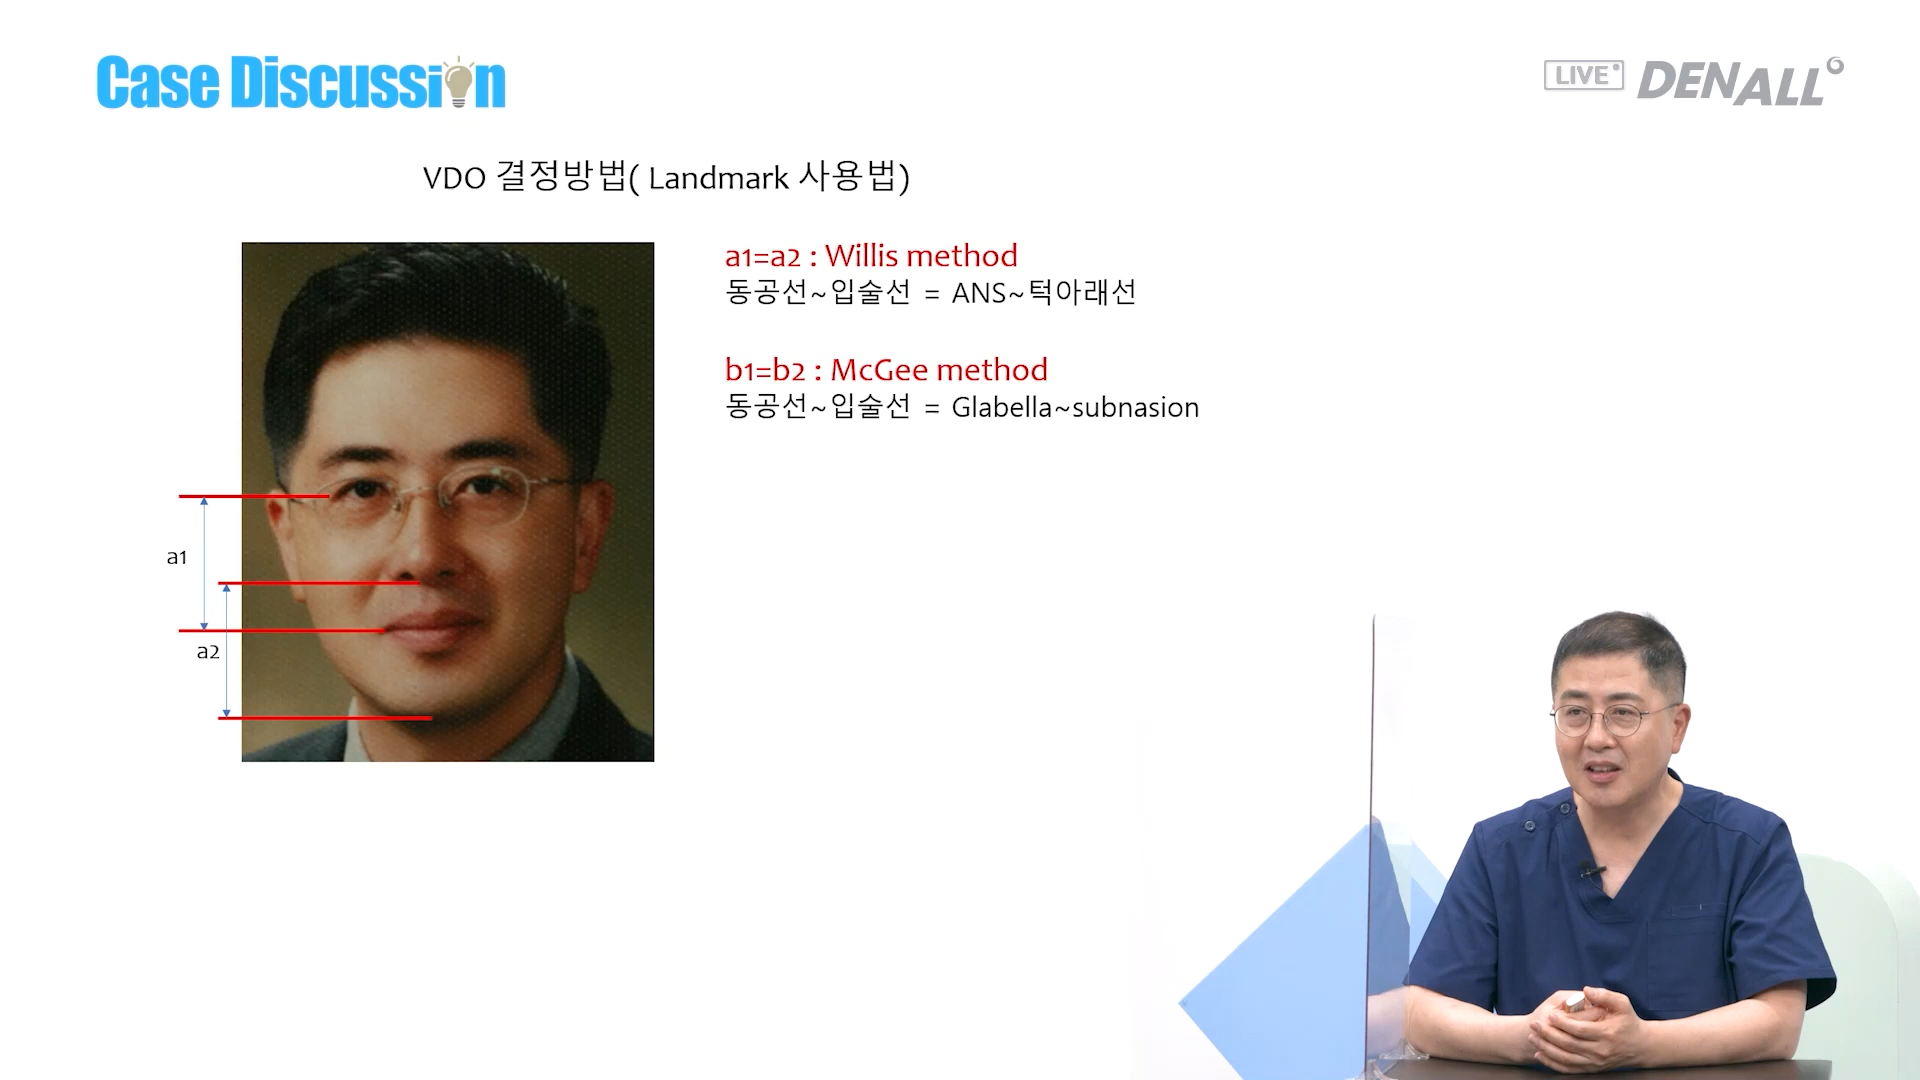 Case Discussion
LIVE DENALL
VDO 결정방법( Landmark 사용법)
a1=a2 : Willis method
동공선~입술선 = ANS~턱아래선
b1=b2 : McGee method
동공선~입술선 = Glabella~subnasion
a1
a2